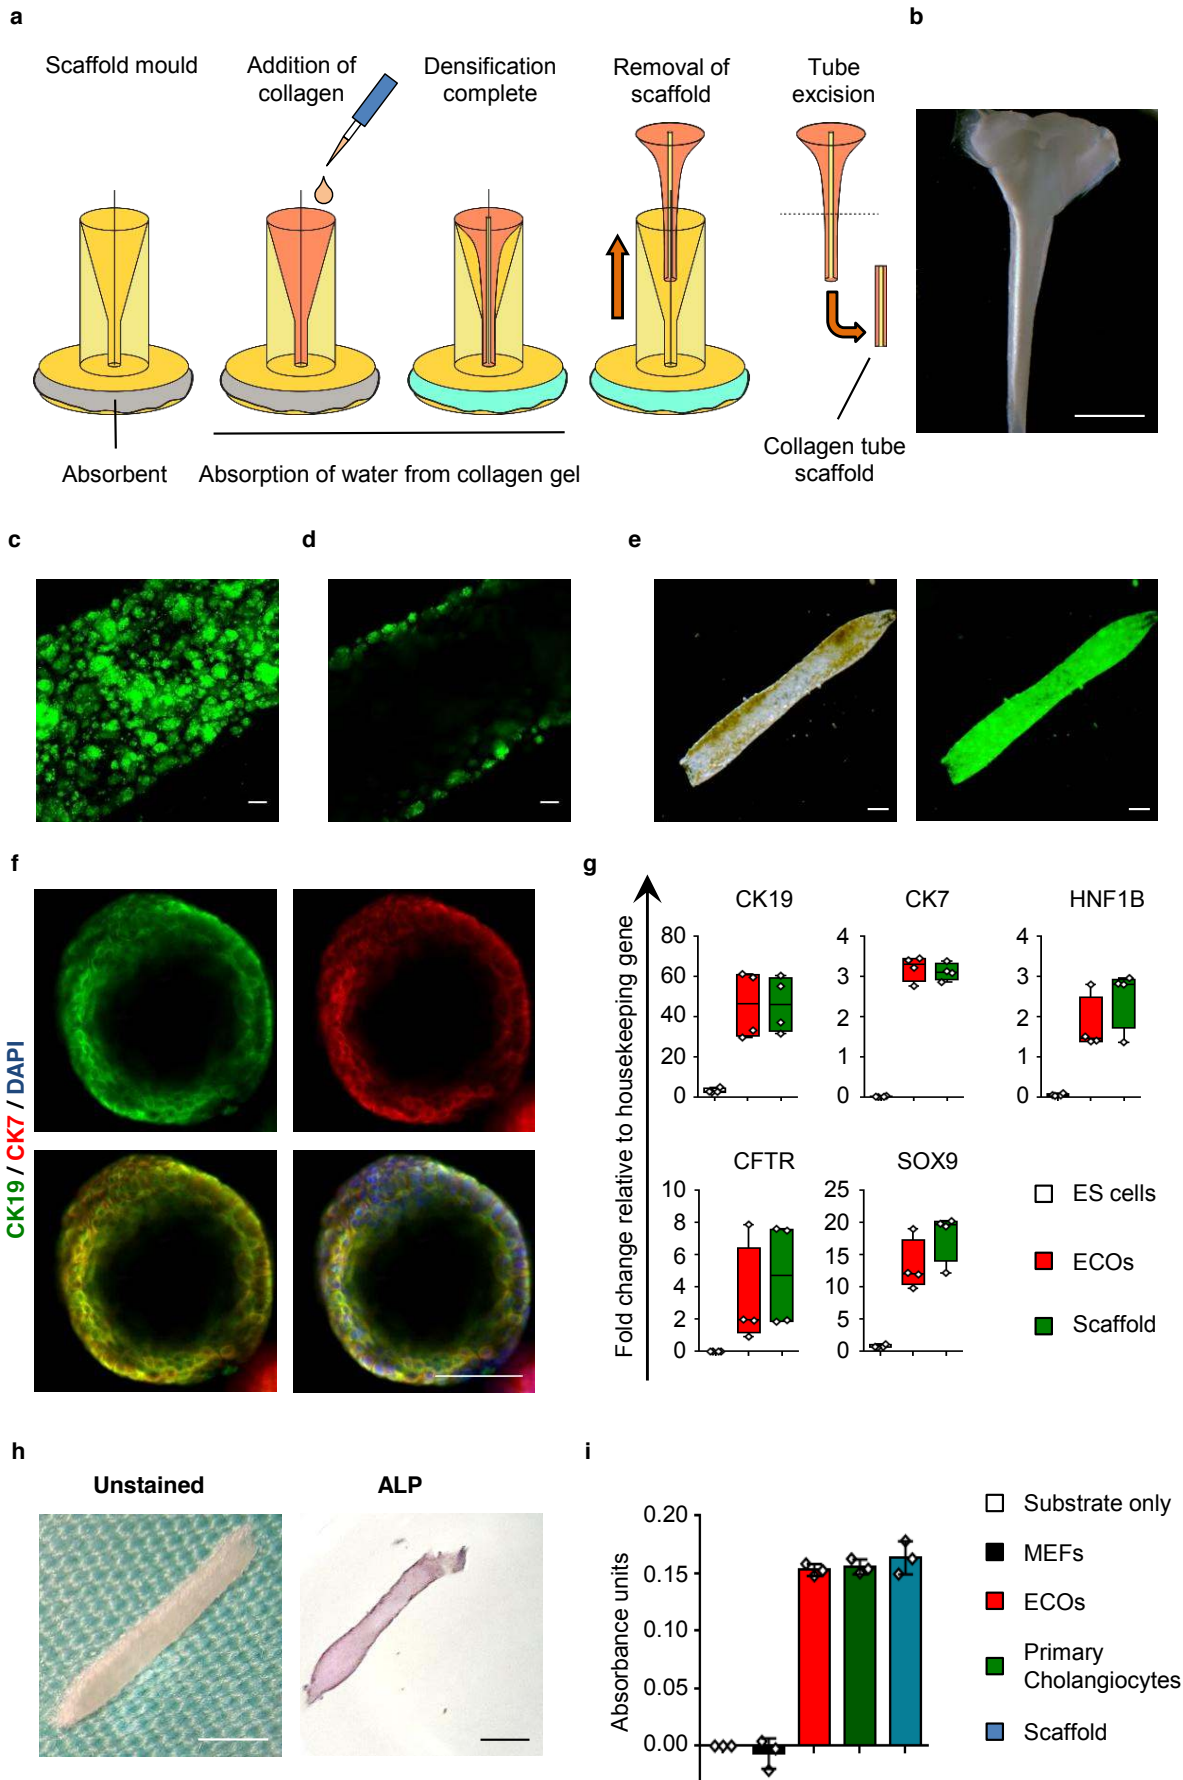 a
b
Scaffold mould
Addition of
collagen
Densification
complete
Removal of
scaffold
Tube
excision
Absorbent
Absorption of water from collagen gel
Collagen tube
scaffold
c
d
e
f
CK19 / CK7 / DAPI
g
Fold change relative to housekeeping gene
CK19
80
60
40
20
0
CK7
4
3
2
1
0
HNF1B
4
3
2
1
0
CFTR
10
8
6
4
2
0
SOX9
25
20
15
10
5
0
ES cells
ECOs
Scaffold
h
Unstained
ALP
i
Absorbance units
0.20
0.15
0.10
0.05
0.00
Substrate only
MEFs
ECOs
Primary
Cholangiocytes
Scaffold